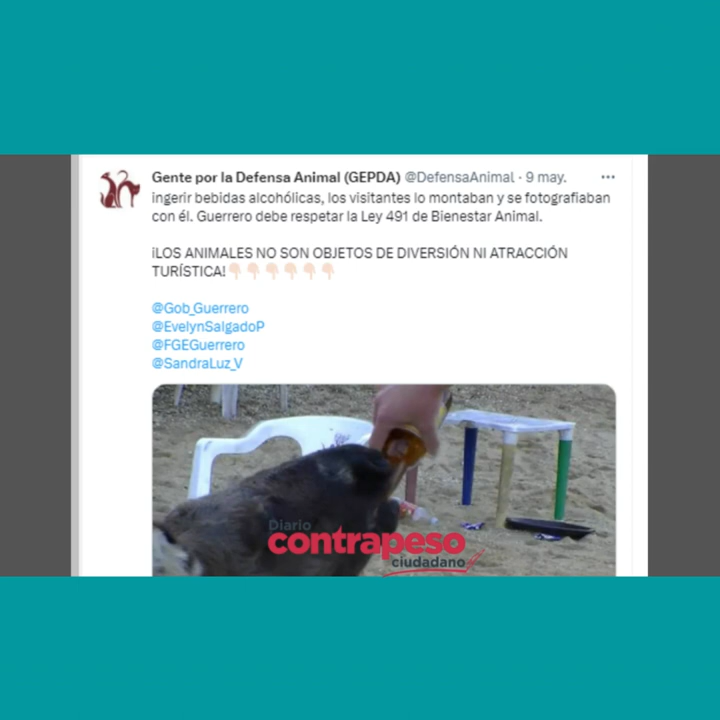 Gente por la Defensa Animal (GEPDA) @DefensaAnimal · 9 may. ...
ingerir bebidas alcohólicas, los visitantes lo montaban y se fotografiaban
con él. Guerrero debe respetar la Ley 491 de Bienestar Animal.
¡LOS ANIMALES NO SON OBJETOS DE DIVERSIÓN NI ATRACCIÓN
TURÍSTICA!👇🏻👇🏻👇🏻👇🏻👇🏻👇🏻
@Gob_Guerrero
@EvelynSalgadoP
@FGEGuerrero
@SandraLuz_V
Diario
contrapeso
ciudadano